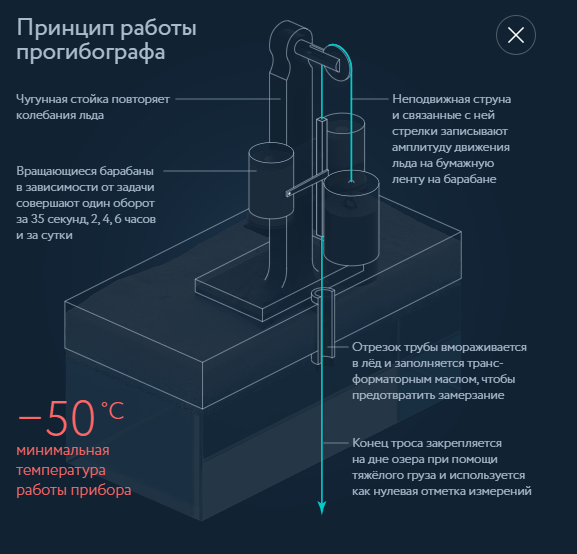 Принцип работы
прогибографа
Чугунная стойка повторяет
колебания льда
Неподвижная струна
и связанные с ней
стрелки записывают
амплитуду движения
льда на бумажную
ленту на барабане
Вращающиеся барабаны
в зависимости от задачи
совершают один оборот
за 35 секунд, 2, 4, 6 часов
и за сутки
Отрезок трубы вмораживается
в лёд и заполняется транс-
форматорным маслом, чтобы
предотвратить замерзание
−50 °C
минимальная
температура
работы прибора
Конец троса закрепляется
на дне озера при помощи
тяжёлого груза и используется
как нулевая отметка измерений